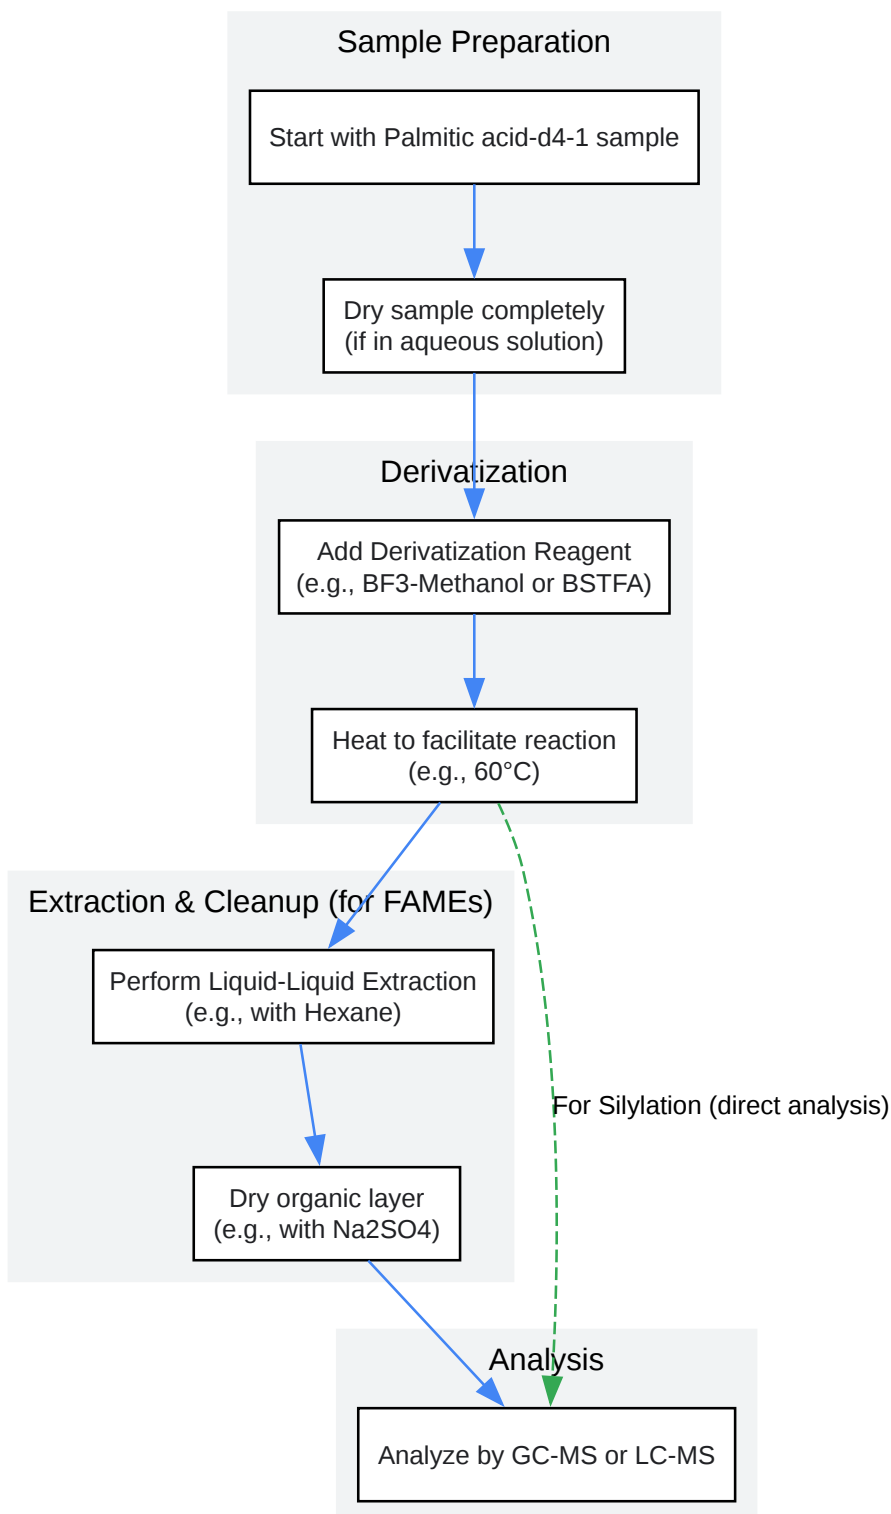 Sample Preparation
Start with Palmitic acid-d4-1 sample
Dry sample completely
(if in aqueous solution)
Derivatization
Add Derivatization Reagent
(e.g., BF3-Methanol or BSTFA)
Heat to facilitate reaction
(e.g., 60°C)
Extraction & Cleanup (for FAMEs)
Perform Liquid-Liquid Extraction
(e.g., with Hexane)
For Silylation (direct analysis)
Dry organic layer
(e.g., with Na2SO4)
Analysis
Analyze by GC-MS or LC-MS